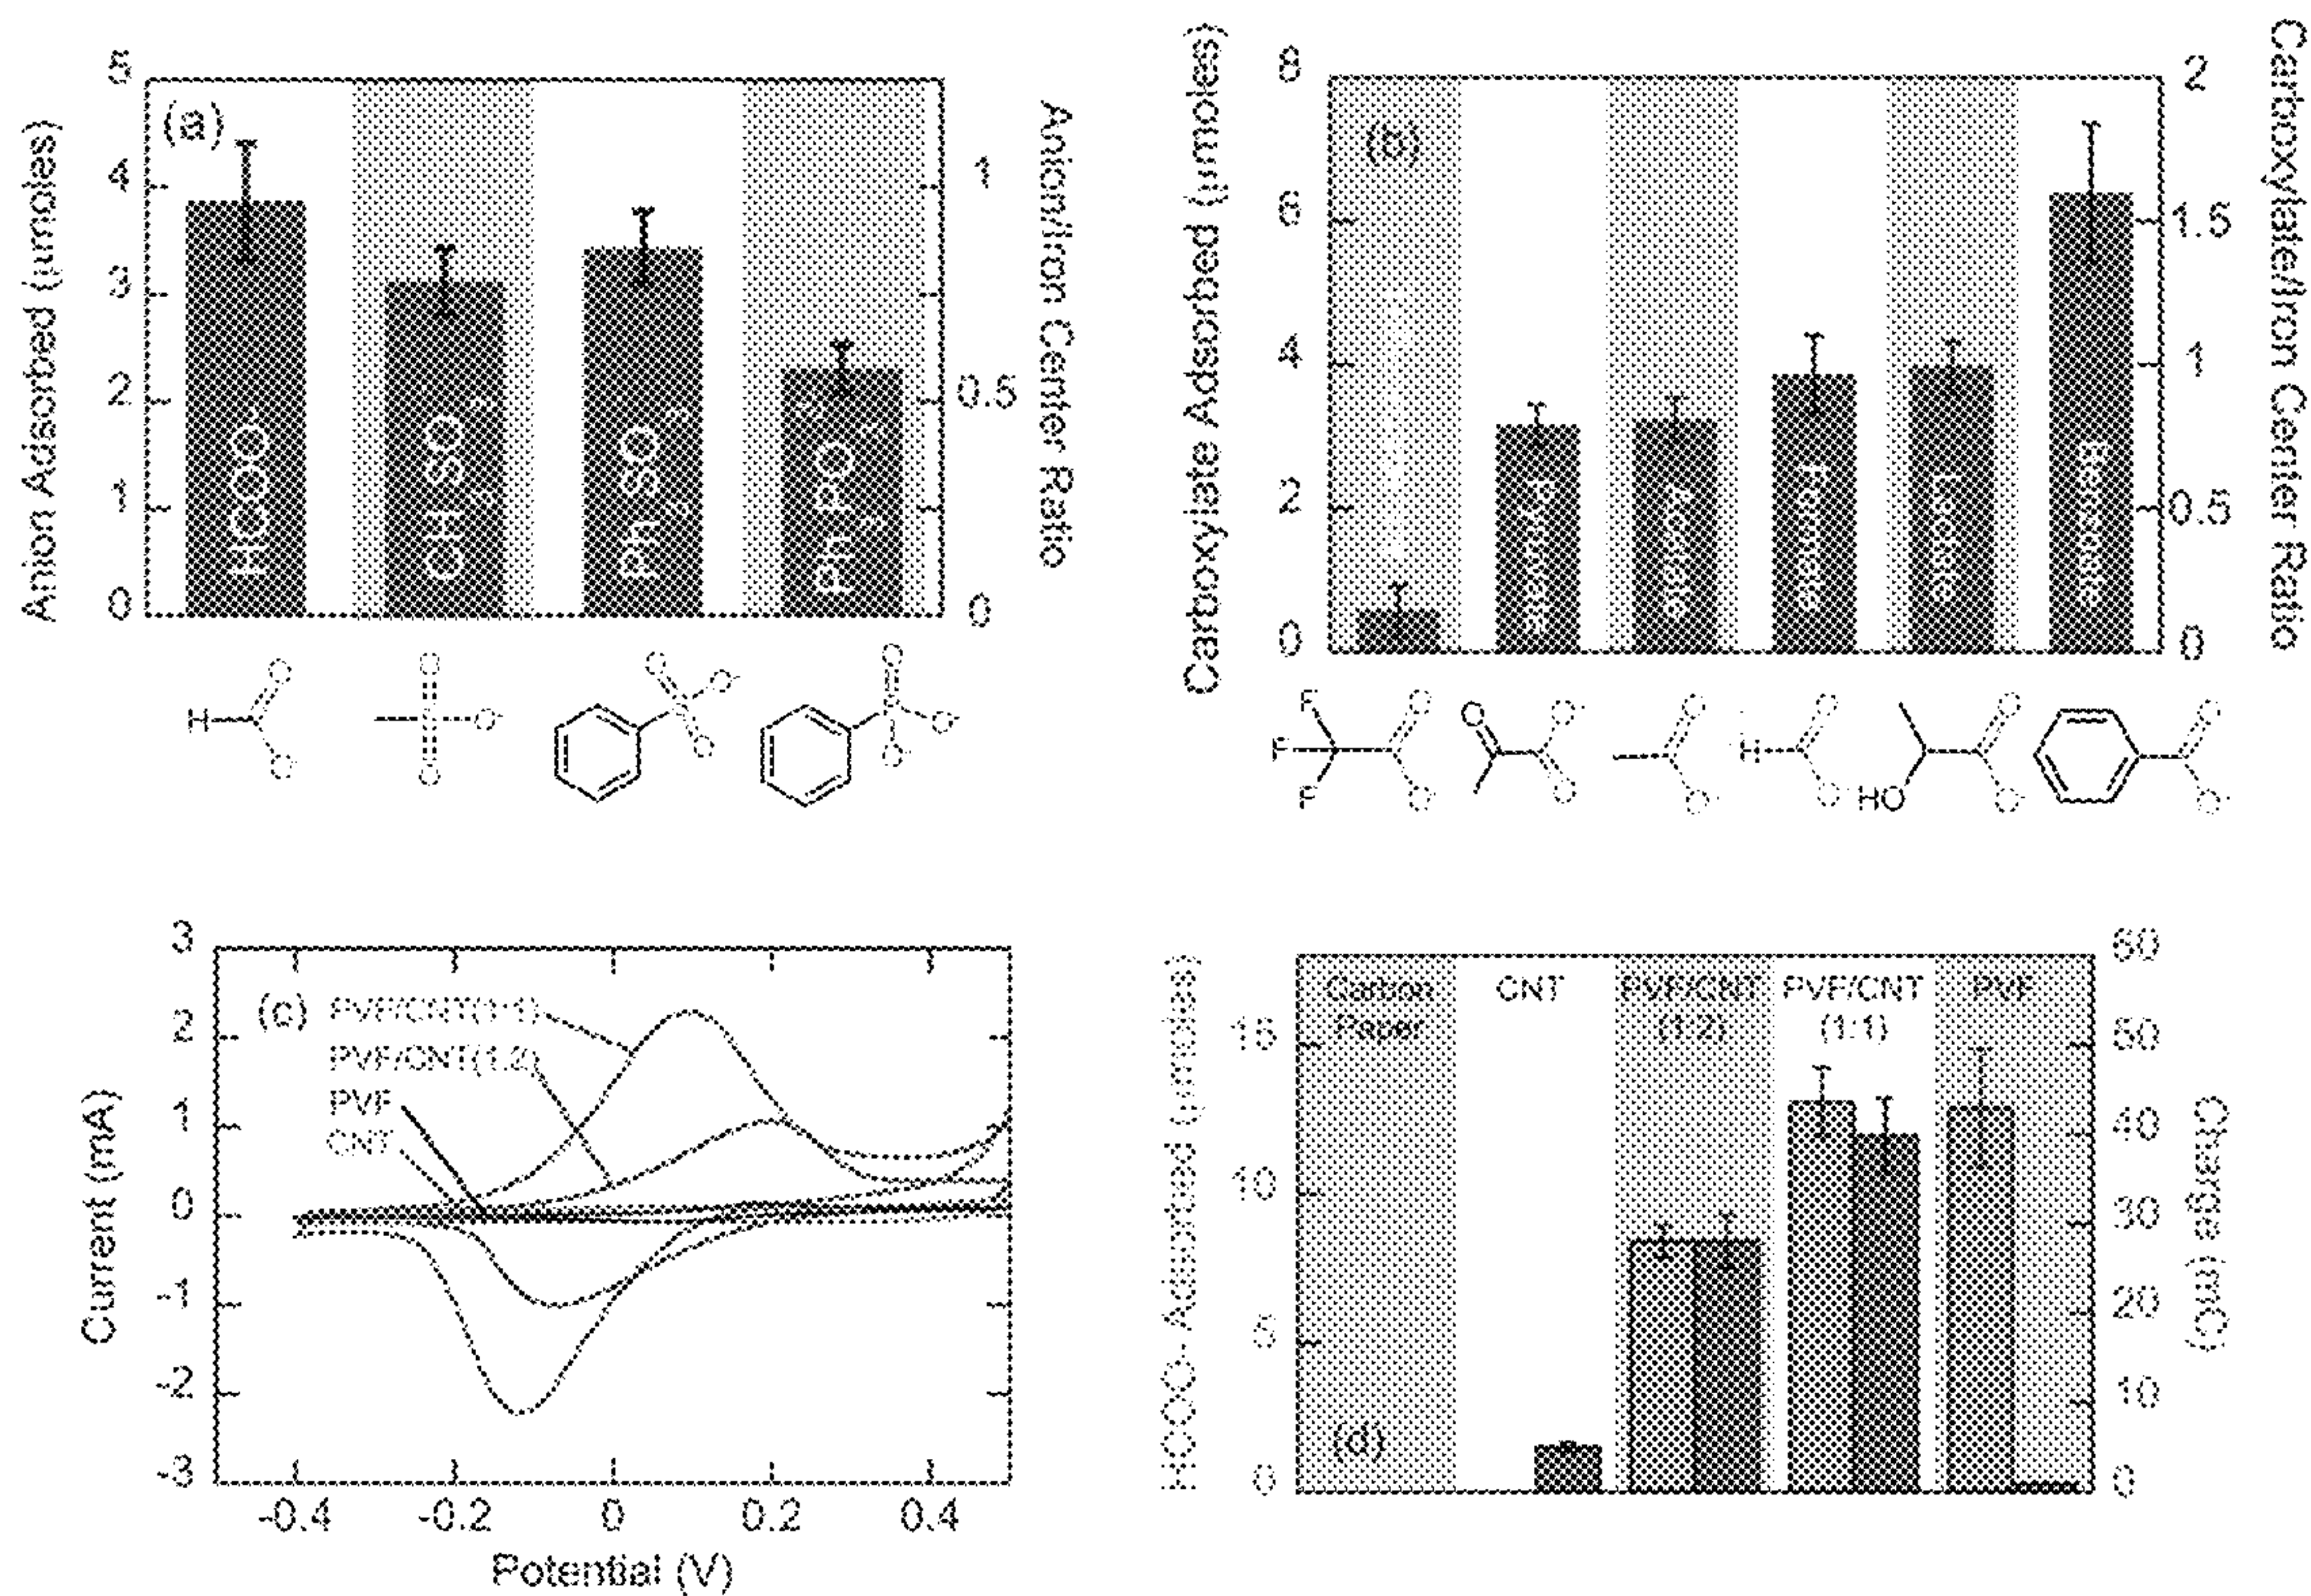 (a)
Anion Adsorbed (μmoles)
5
4
3
2
1
0
HCOO-
CH3SO3-
Ph SO3-
Ph PO3
1
0.5
0
Anion/Iron Center Ratio
H
O
O-
O
S
O-
O
O
S
O-
O
O
P
O-
O-
(b)
Carboxylate Adsorbed (μmoles)
8
6
4
2
0
Pyruvate
Acetate
Formate
Lactate
Benzoate
2
1.5
1
0.5
0
Carboxylate/Iron Center Ratio
F
F
F
O
O-
O
O-
O
O
O-
H
O
O-
HO
O
O-
O
O-
(c)
Current (mA)
3
2
1
0
-1
-2
-3
PVF/CNT(1:1)
PVF/CNT(1:2)
PVF
CNT
-0.4
-0.2
0
0.2
0.4
Potential (V)
(d)
HCOO- Adsorbed (μmoles)
15
10
5
0
Carbon
Paper
CNT
PVF/CNT
(1:2)
PVF/CNT
(1:1)
PVF
60
50
40
30
20
10
0
Charge (mC)